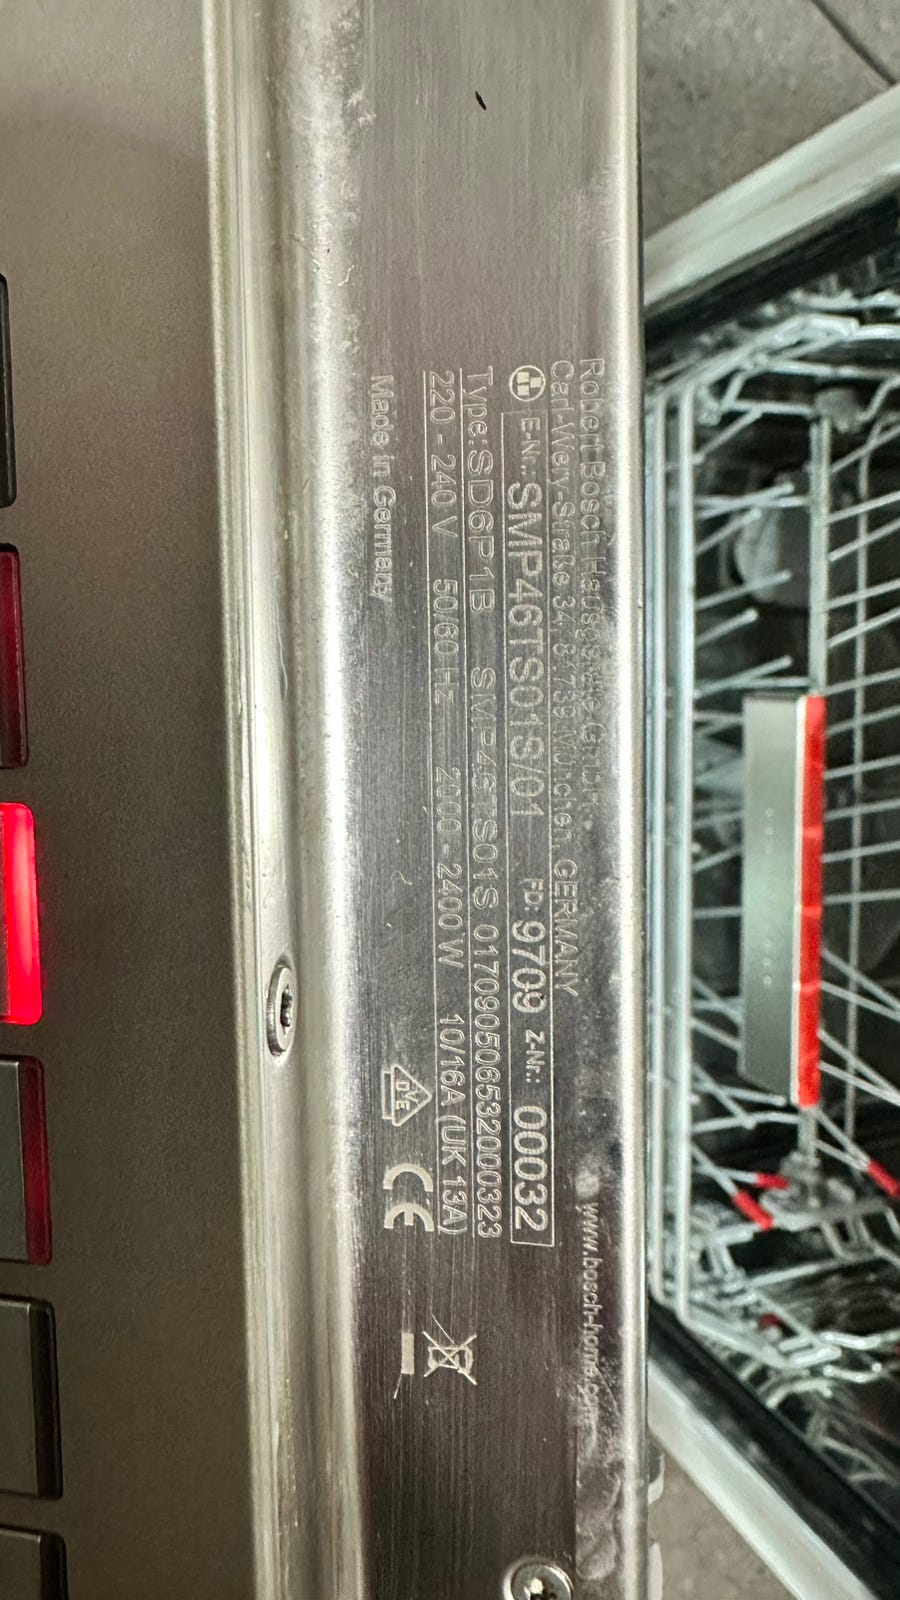 Robert Bosch Hausgeräte GmbH,
Carl-Wery-Straße 34, 81739 München, GERMANY
www.bosch-home.com
E-Nr.: SMP46TS01S/01 FD: 9709 Z-Nr.: 00032
Type: SD6P1B SMP46TS01S 017090506532000323
220 - 240 V 50/60 Hz 2000 - 2400 W 10/16A (UK 13A)
Made in Germany
DVE
CE